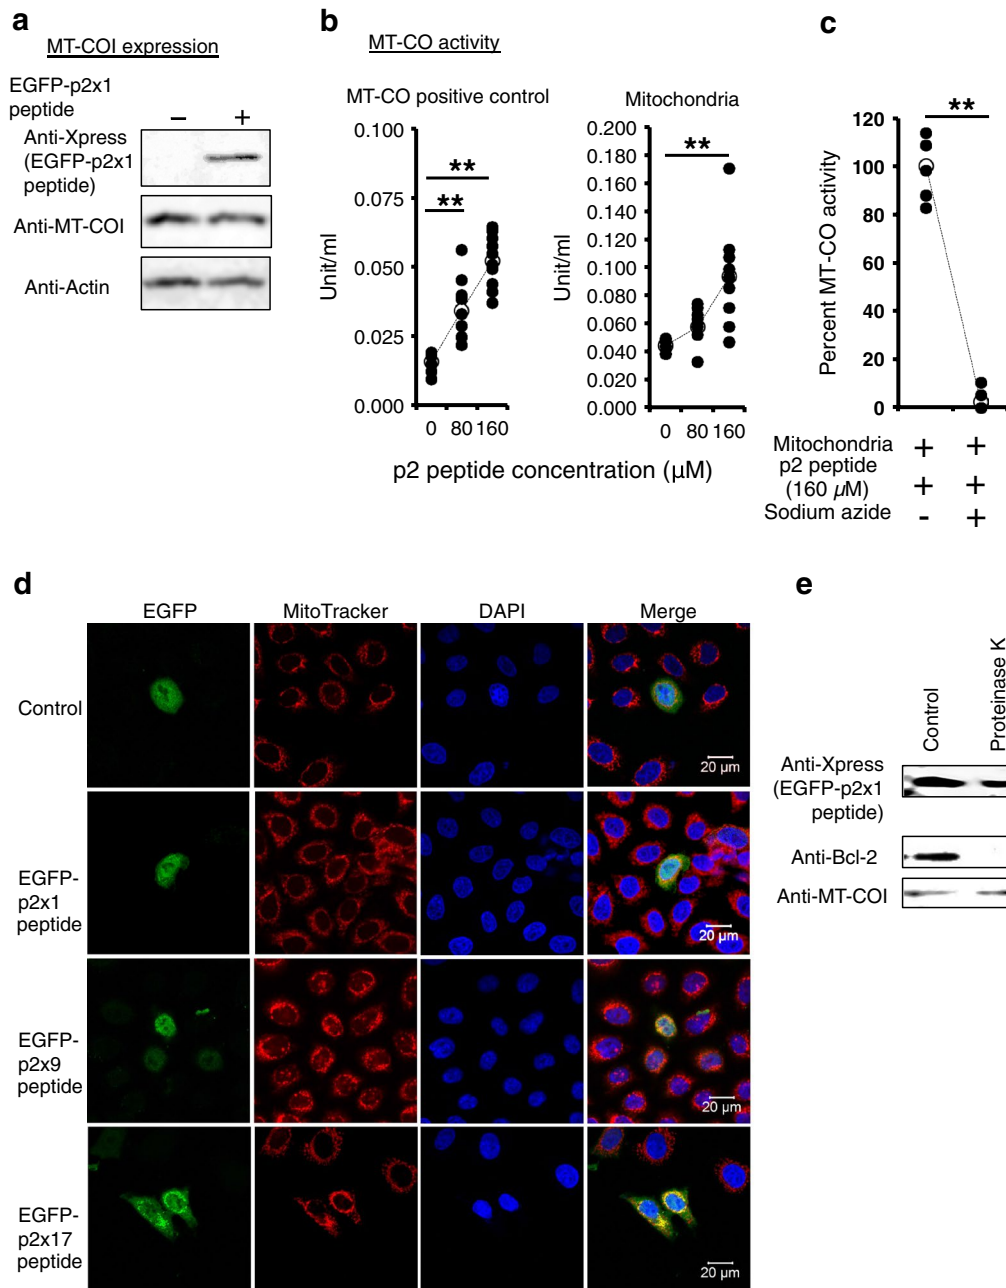 a
MT-COI expression
EGFP-p2x1
peptide
– +
Anti-Xpress
(EGFP-p2x1
peptide)
Anti-MT-COI
Anti-Actin
b
MT-CO activity
MT-CO positive control
Unit/ml
0.100
0.075
0.050
0.025
0.000
**
**
0 80 160
Mitochondria
Unit/ml
0.200
0.180
0.160
0.140
0.120
0.100
0.080
0.060
0.040
0.020
0.000
**
0 80 160
p2 peptide concentration (µM)
c
**
Percent MT-CO activity
120
100
80
60
40
20
0
Mitochondria + +
p2 peptide
(160 µM) + +
Sodium azide - +
d
EGFP MitoTracker DAPI Merge
Control
20 µm
EGFP-
p2x1
peptide
20 µm
EGFP-
p2x9
peptide
20 µm
EGFP-
p2x17
peptide
20 µm
e
Control
Proteinase K
Anti-Xpress
(EGFP-p2x1
peptide)
Anti-Bcl-2
Anti-MT-COI